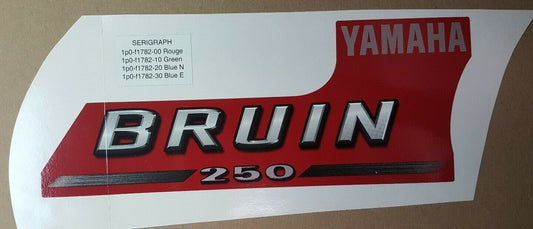 SERIGRAPH
1p0-f1782-00 Rouge
1p0-f1782-10 Green
1p0-f1782-20 Blue N
1p0-f1782-30 Blue E
YAMAHA
BRUIN
250